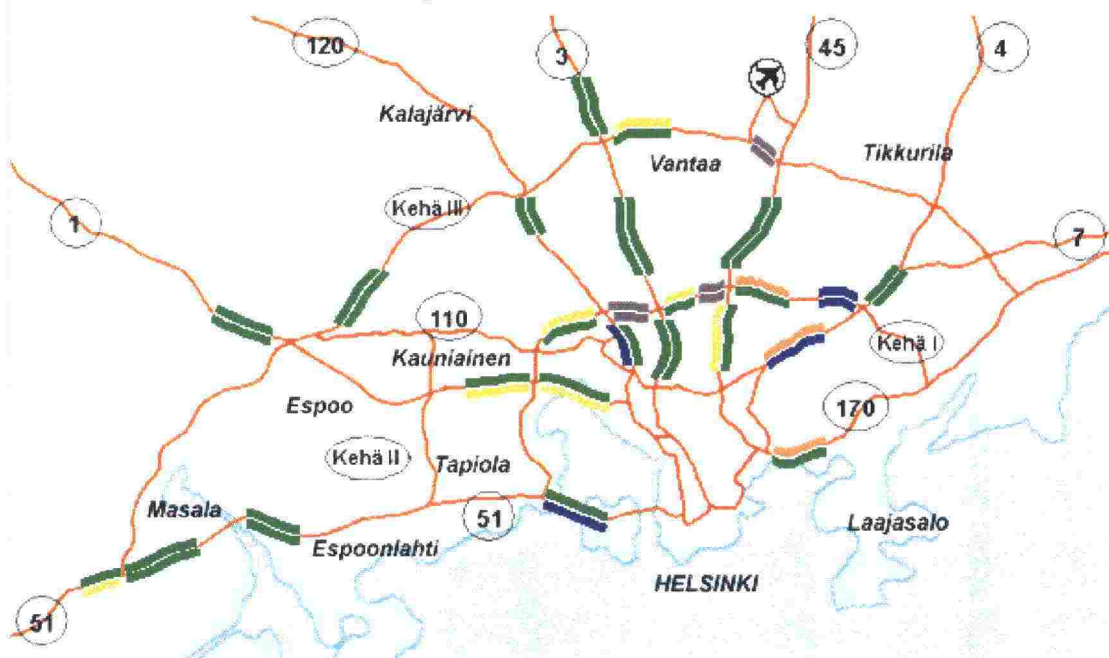 120
3
45
4
Kalajärvi
Vantaa
Tikkurila
1
Kehä III
7
110
Kauniainen
Kehä I
Espoo
170
Kehä II
Tapiola
Masala
51
Espoonlahti
Laajasalo
HELSINKI
51